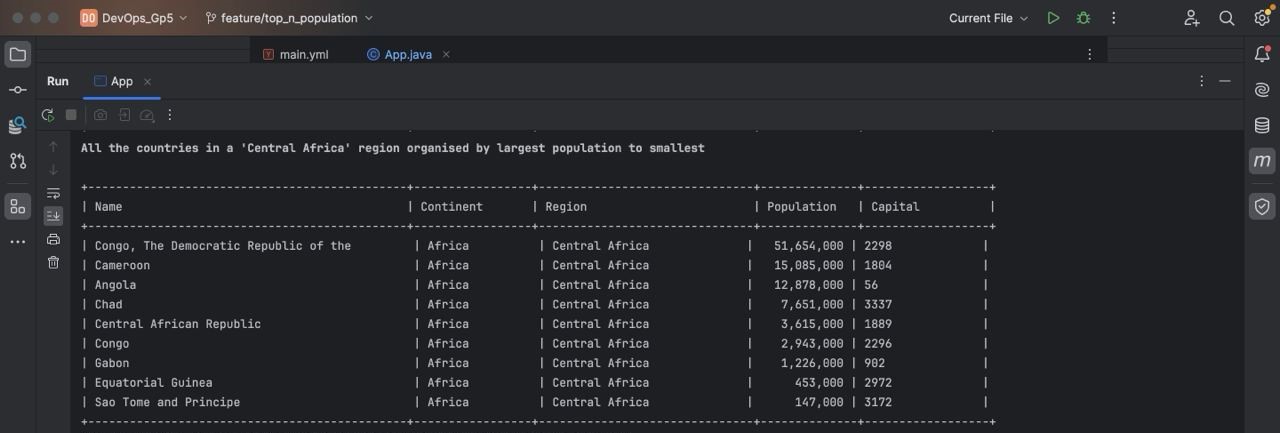 DO DevOps_Gp5 feature/top_n_population Current File
main.yml App.java
Run App
All the countries in a 'Central Africa' region organised by largest population to smallest
+----------------------------------------------+-----------------+--------------------------------+--------------+------------------+
| Name | Continent | Region | Population | Capital |
+----------------------------------------------+-----------------+--------------------------------+--------------+------------------+
| Congo, The Democratic Republic of the | Africa | Central Africa | 51,654,000 | 2298 |
| Cameroon | Africa | Central Africa | 15,085,000 | 1804 |
| Angola | Africa | Central Africa | 12,878,000 | 56 |
| Chad | Africa | Central Africa | 7,651,000 | 3337 |
| Central African Republic | Africa | Central Africa | 3,615,000 | 1889 |
| Congo | Africa | Central Africa | 2,943,000 | 2296 |
| Gabon | Africa | Central Africa | 1,226,000 | 902 |
| Equatorial Guinea | Africa | Central Africa | 453,000 | 2972 |
| Sao Tome and Principe | Africa | Central Africa | 147,000 | 3172 |
+----------------------------------------------+-----------------+--------------------------------+--------------+------------------+